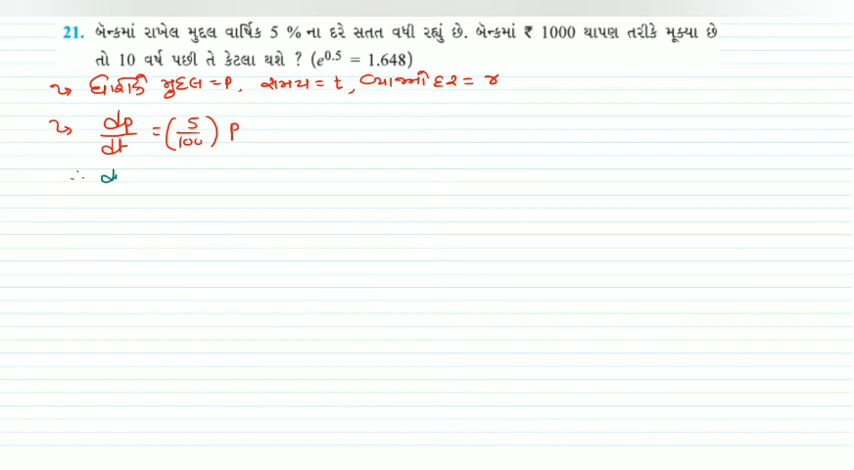 21. બૅન્કમાં રાખેલ મુદ્દલ વાર્ષિક 5 % ના દરે સતત વધી રહ્યું છે. બૅન્કમાં ₹ 1000 થાપણ તરીકે મૂક્યા છે
તો 10 વર્ષ પછી તે કેટલા થશે ? (e^0.5 = 1.648)
ધારોકે મુદ્દલ = P, સમય = t, વ્યાજનો દર = r
dp/dt = (5/100) P
∴ d